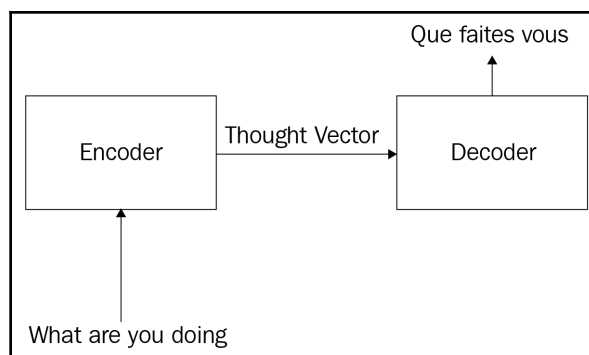 Que faites vous
Encoder
Thought Vector
Decoder
What are you doing